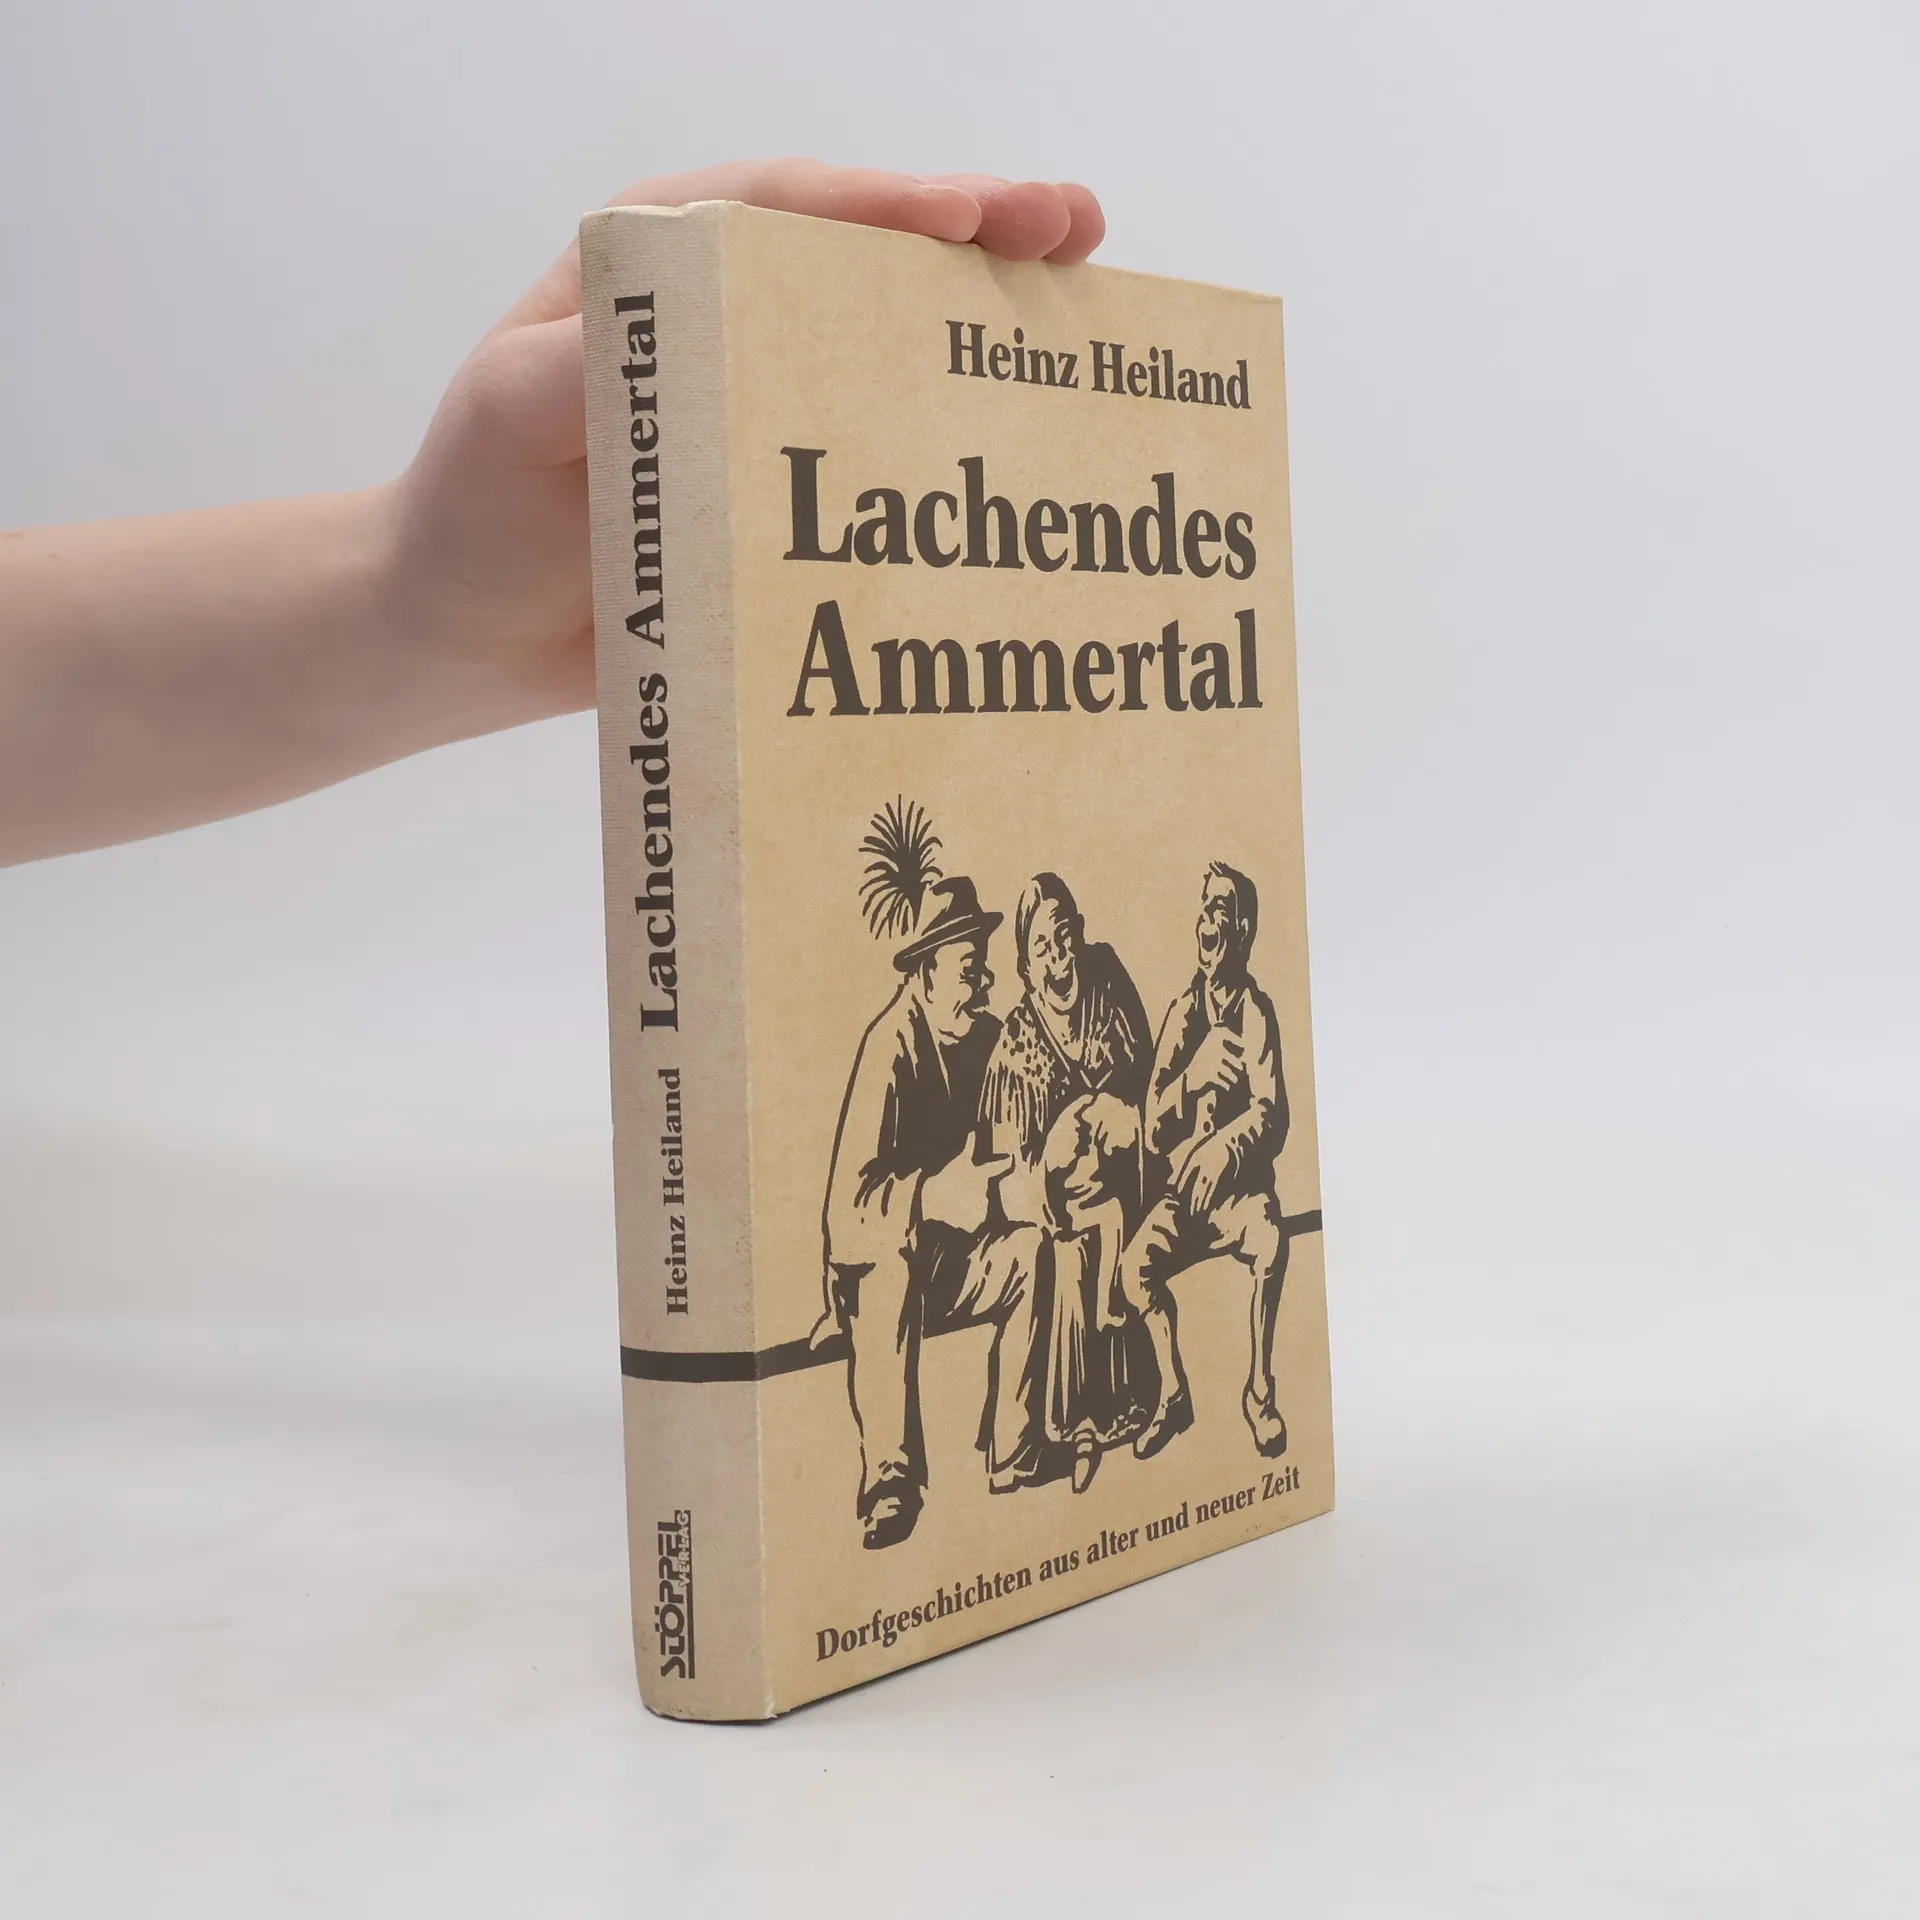 Heinz Heiland
Lachendes
Ammertal
Dorfgeschichten aus alter und neuer Zeit
Heinz Heiland Lachendes Ammertal
STÖPPEL
VERLAG